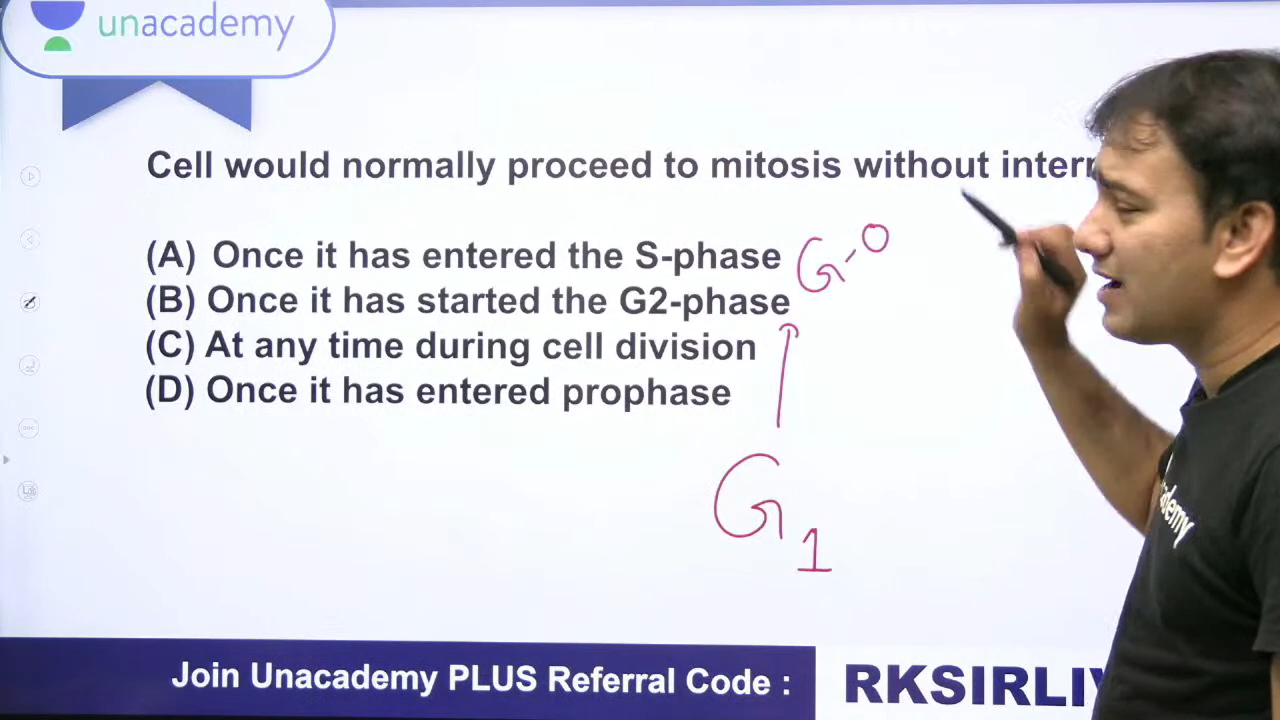 unacademy
Cell would normally proceed to mitosis without
(A) Once it has entered the S-phase
G-0
(B) Once it has started the G2-phase
(C) At any time during cell division
(D) Once it has entered prophase
G1
Join Unacademy PLUS Referral Code :
RKSIRLIV
ademy